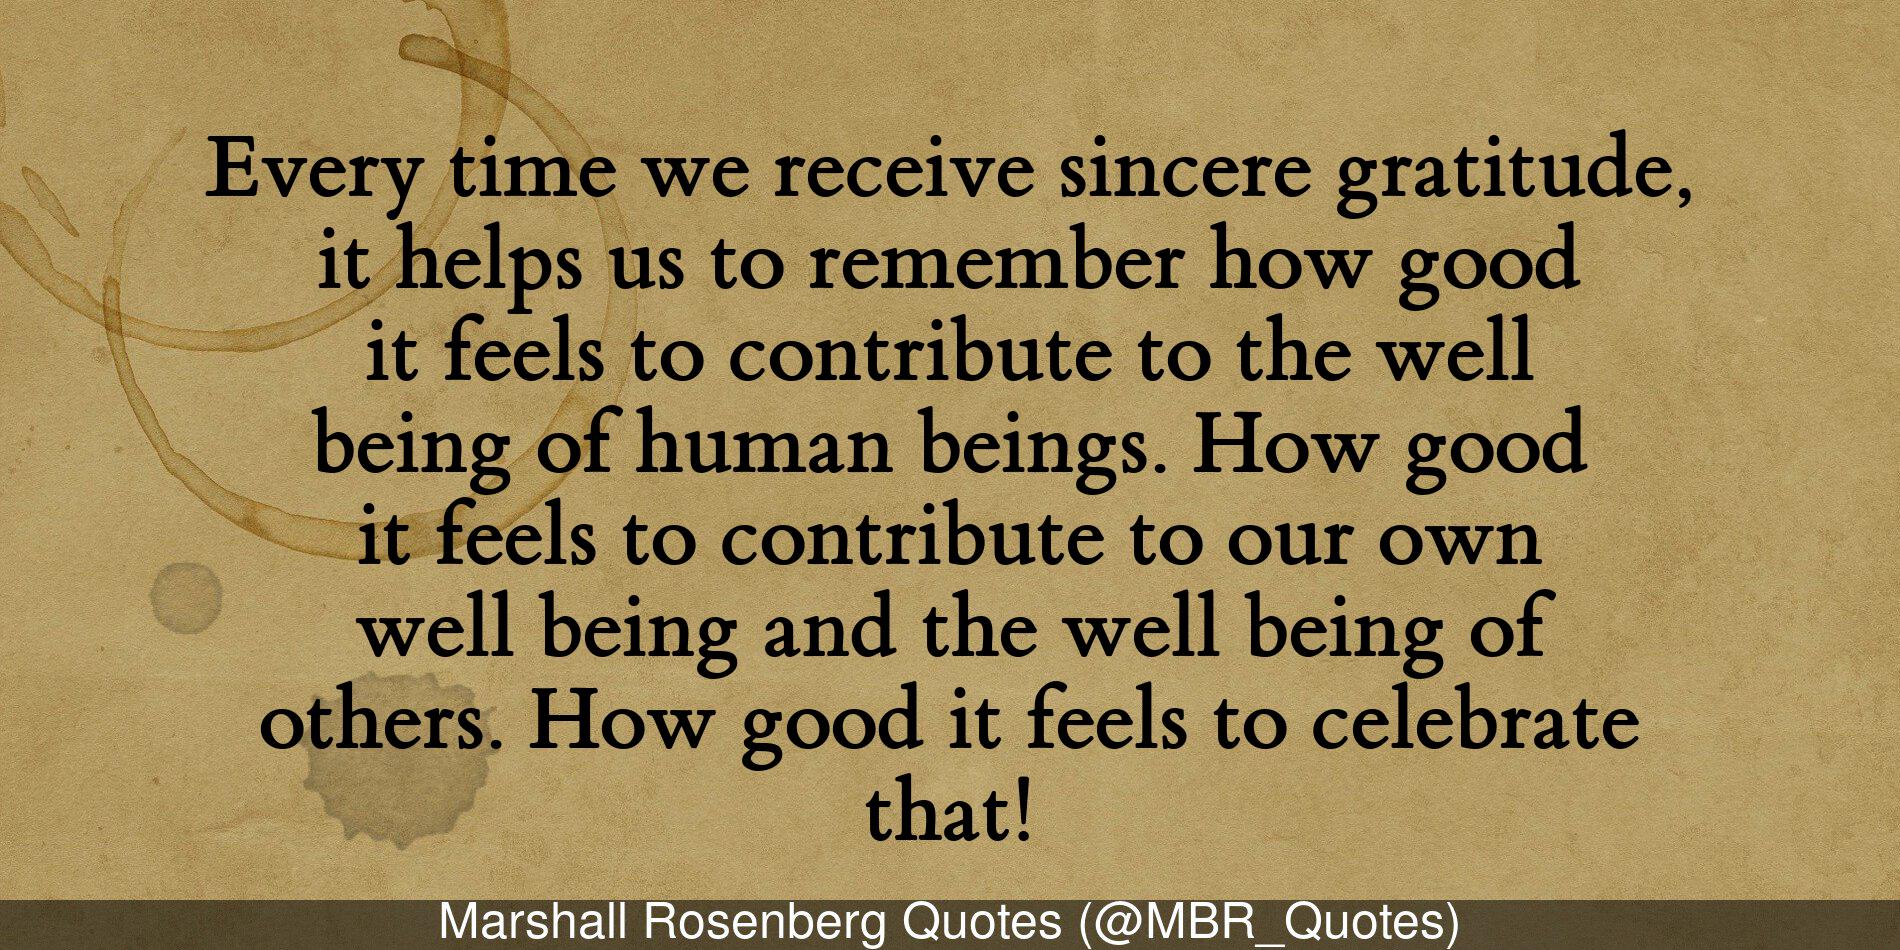 Every time we receive sincere gratitude,
it helps us to remember how good
it feels to contribute to the well
being of human beings. How good
it feels to contribute to our own
well being and the well being of
others. How good it feels to celebrate
that!
Marshall Rosenberg Quotes (@MBR_Quotes)